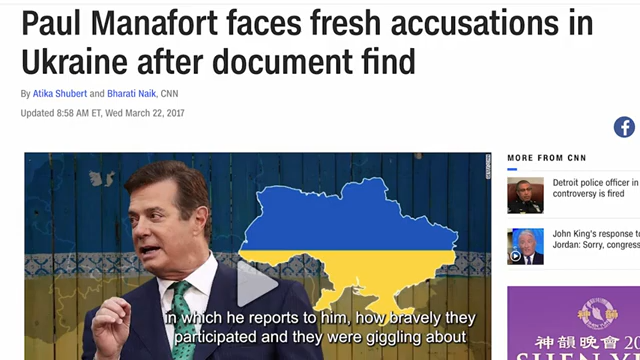 Paul Manafort faces fresh accusations in
Ukraine after document find
By Atika Shubert and Bharati Naik, CNN
Updated 8:58 AM ET, Wed March 22, 2017
MORE FROM CNN
Detroit police officer in
controversy is fired
John King's response to
Jordan: Sorry, congress
in which he reports to him, how bravely they
participated and they were giggling about
神韻晚會20